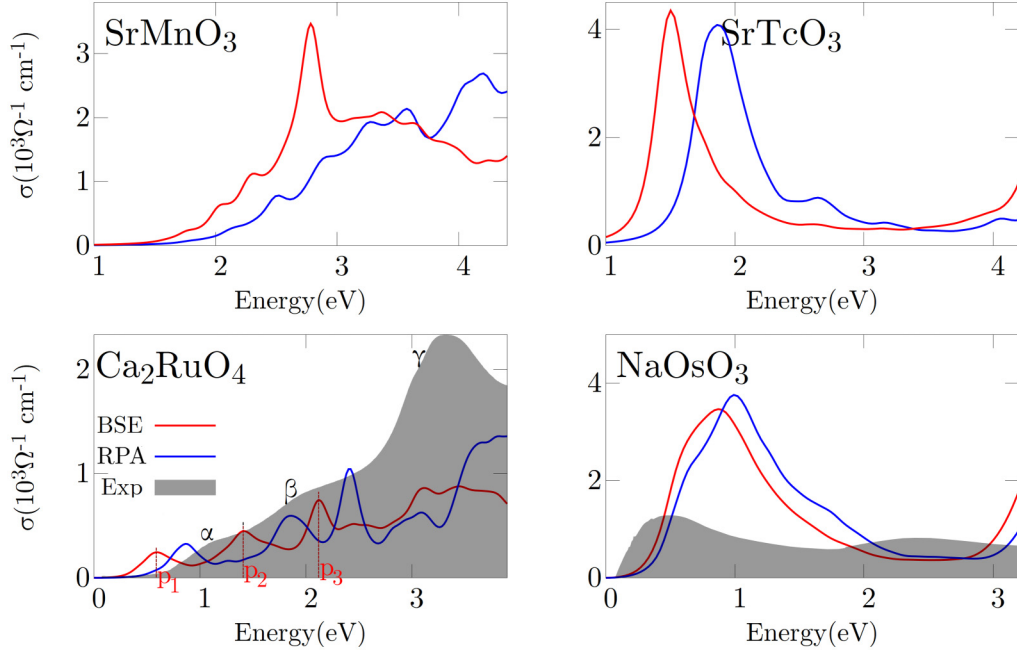 SrMnO₃
σ(10³Ω⁻¹ cm⁻¹)
3
2
1
0
1 2 3 4
Energy(eV)
SrTcO₃
4
2
0
1 2 3 4
Energy(eV)
Ca₂RuO₄
σ(10³Ω⁻¹ cm⁻¹)
2
1
0
BSE
RPA
Exp
α
β
γ
p₁
p₂
p₃
0 1 2 3
Energy(eV)
NaOsO₃
4
2
0
0 1 2 3
Energy(eV)